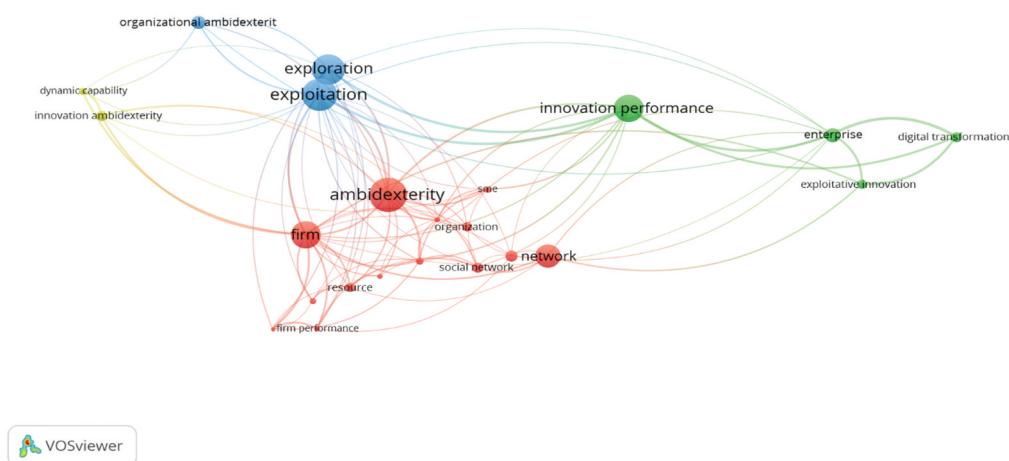 organizational ambidexterit
exploration
dynamic capability
exploitation
innovation performance
innovation ambidexterity
enterprise
digital transformation
exploitative innovation
ambidexterity
sme
organization
firm
network
social network
resource
firm performance
VOSviewer